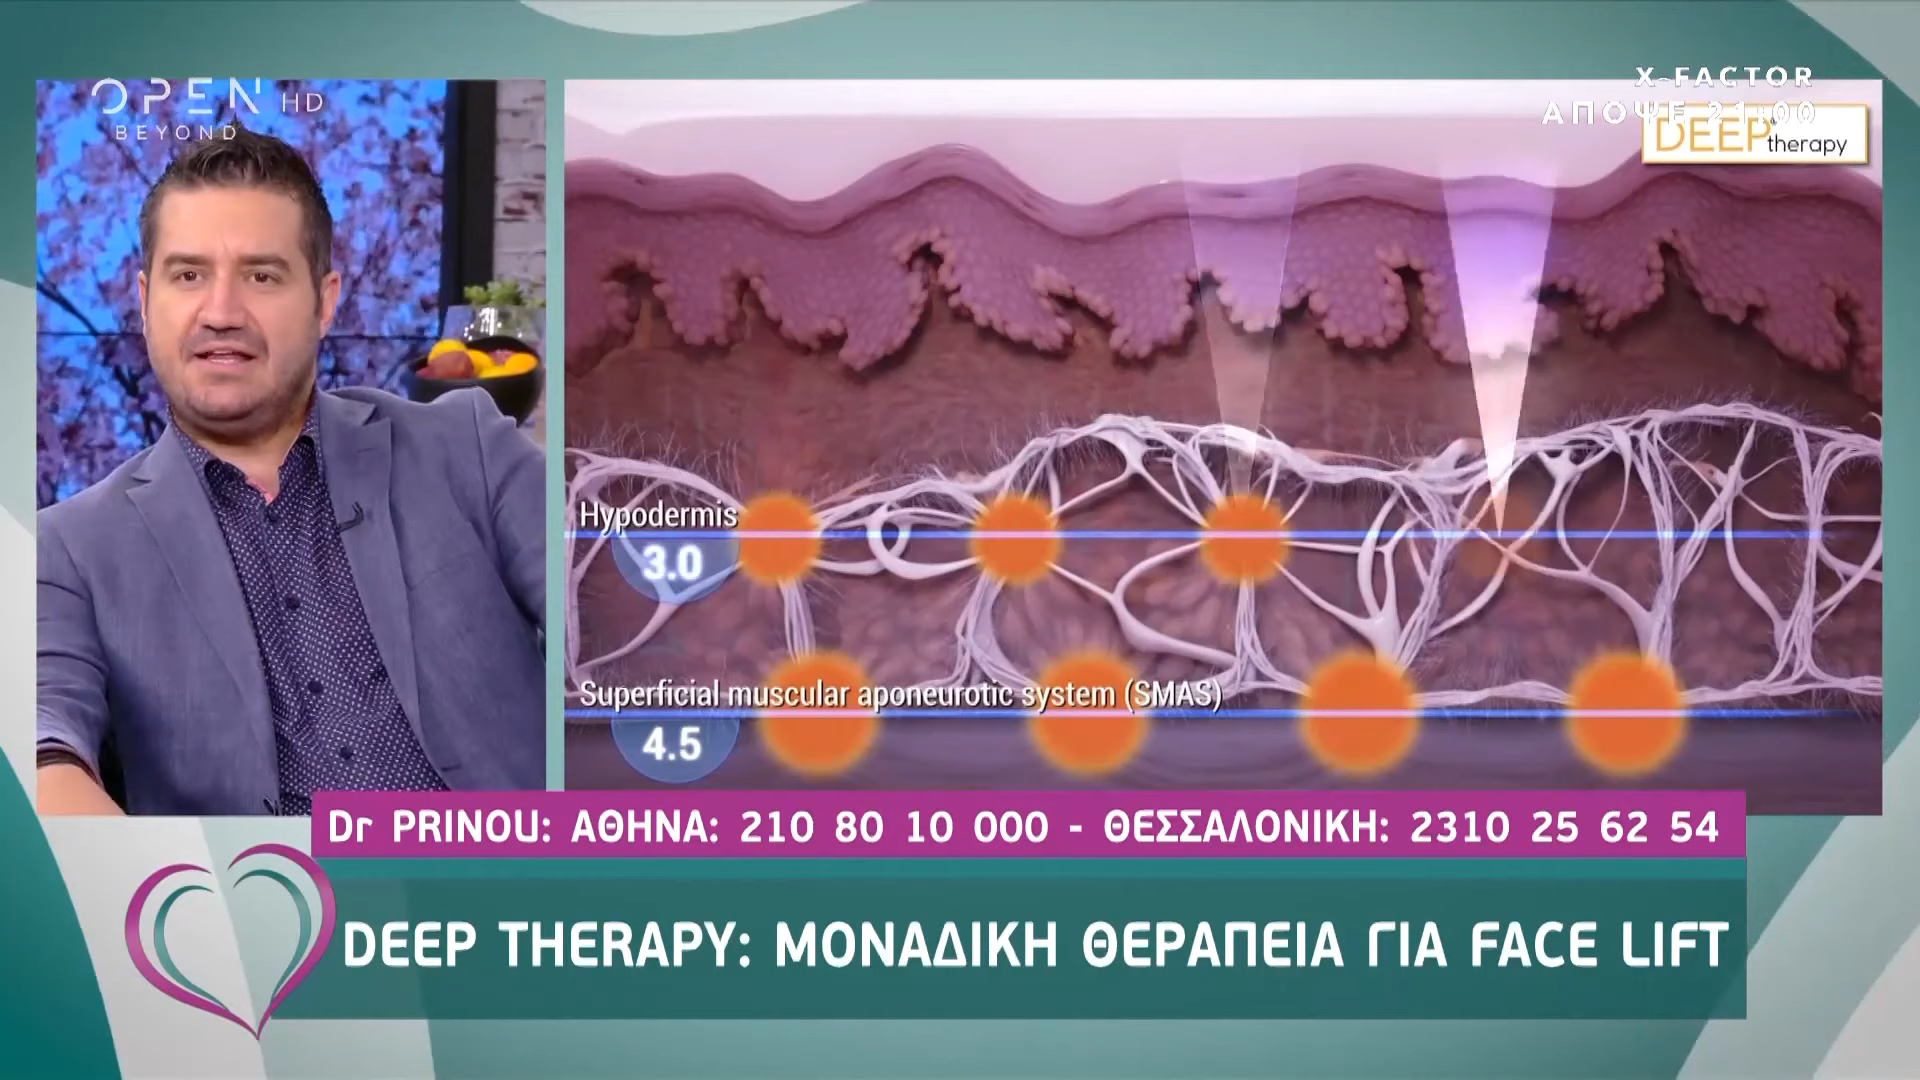 OPEN HD
BEYOND
X-FACTOR
ΑΠΟΨΕ 21:00
DEEP therapy
Hypodermis
3.0
Superficial muscular aponeurotic system (SMAS)
4.5
Dr PRINOU: ΑΘΗΝΑ: 210 80 10 000 - ΘΕΣΣΑΛΟΝΙΚΗ: 2310 25 62 54
DEEP THERAPY: ΜΟΝΑΔΙΚΗ ΘΕΡΑΠΕΙΑ ΓΙΑ FACE LIFT